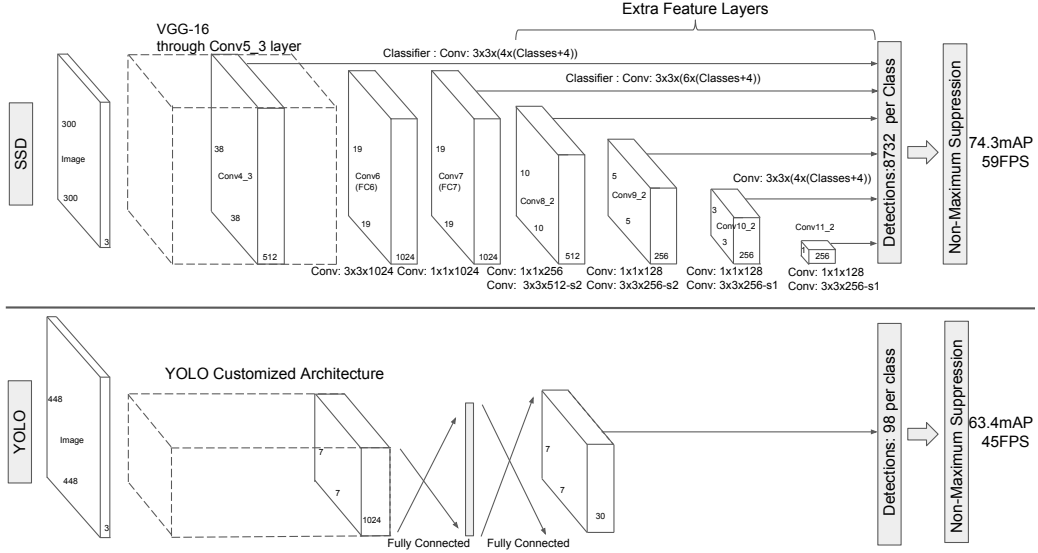 Extra Feature Layers
VGG-16
through Conv5_3 layer
Classifier : Conv: 3x3x(4x(Classes+4))
Classifier : Conv: 3x3x(6x(Classes+4))
SSD
300
Image
300
3
38
Conv4_3
38
512
19
Conv6
(FC6)
19
1024
19
Conv7
(FC7)
19
1024
10
Conv8_2
10
512
5
Conv9_2
5
256
Conv: 3x3x(4x(Classes+4))
3
Conv10_2
3
256
Conv11_2
1
256
Conv: 3x3x1024
Conv: 1x1x1024
Conv: 1x1x256
Conv: 3x3x512-s2
Conv: 1x1x128
Conv: 3x3x256-s2
Conv: 1x1x128
Conv: 3x3x256-s1
Conv: 1x1x128
Conv: 3x3x256-s1
Detections:8732 per Class
Non-Maximum Suppression
74.3mAP
59FPS
YOLO
448
Image
448
3
YOLO Customized Architecture
7
7
1024
Fully Connected
Fully Connected
7
7
30
Detections: 98 per class
Non-Maximum Suppression
63.4mAP
45FPS